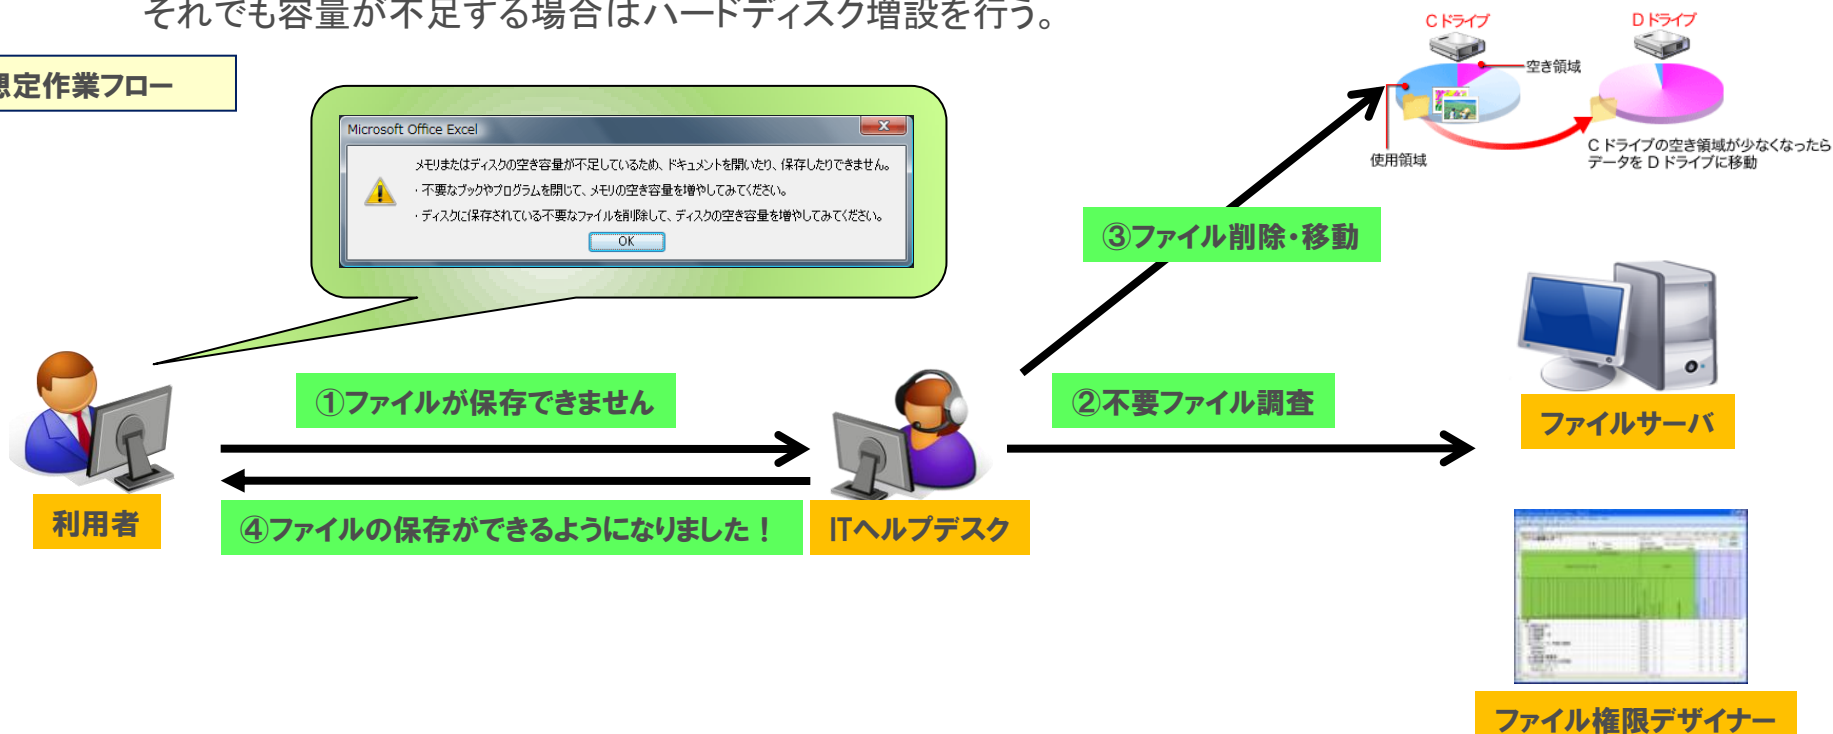 それでも容量が不足する場合はハードディスク増設を行う。
想定作業フロー
Microsoft Office Excel
メモリまたはディスクの空き容量が不足しているため、ドキュメントを開いたり、保存したりできません。
・不要なブックやプログラムを閉じて、メモリの空き容量を増やしてみてください。
・ディスクに保存されている不要なファイルを削除して、ディスクの空き容量を増やしてみてください。
OK
C ドライブ
D ドライブ
空き領域
使用領域
C ドライブの空き領域が少なくなったら
データを D ドライブに移動
③ファイル削除・移動
①ファイルが保存できません
②不要ファイル調査
ファイルサーバ
利用者
④ファイルの保存ができるようになりました！
ITヘルプデスク
ファイル権限デザイナー